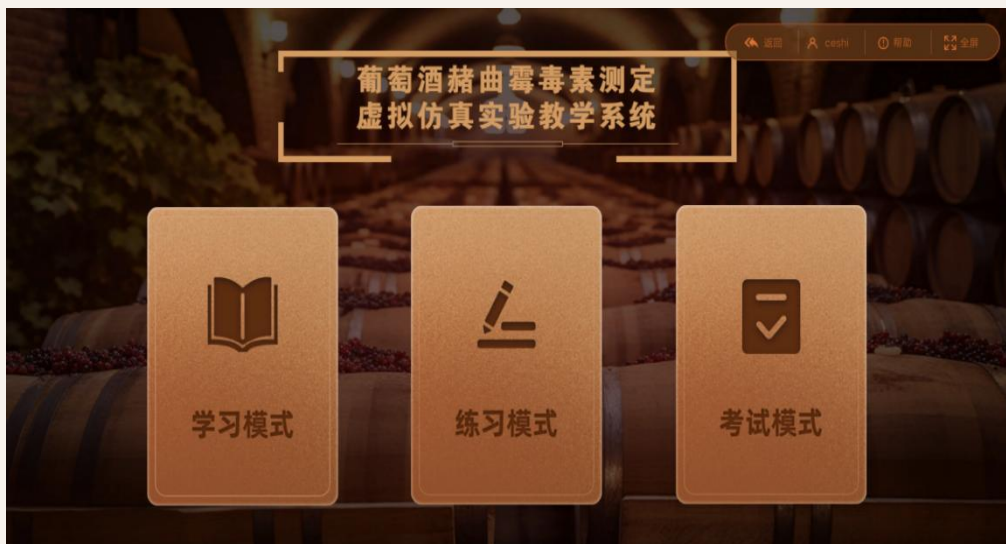 返回 ceshi 帮助 全屏
葡萄酒赭曲霉毒素测定
虚拟仿真实验教学系统
学习模式
练习模式
考试模式